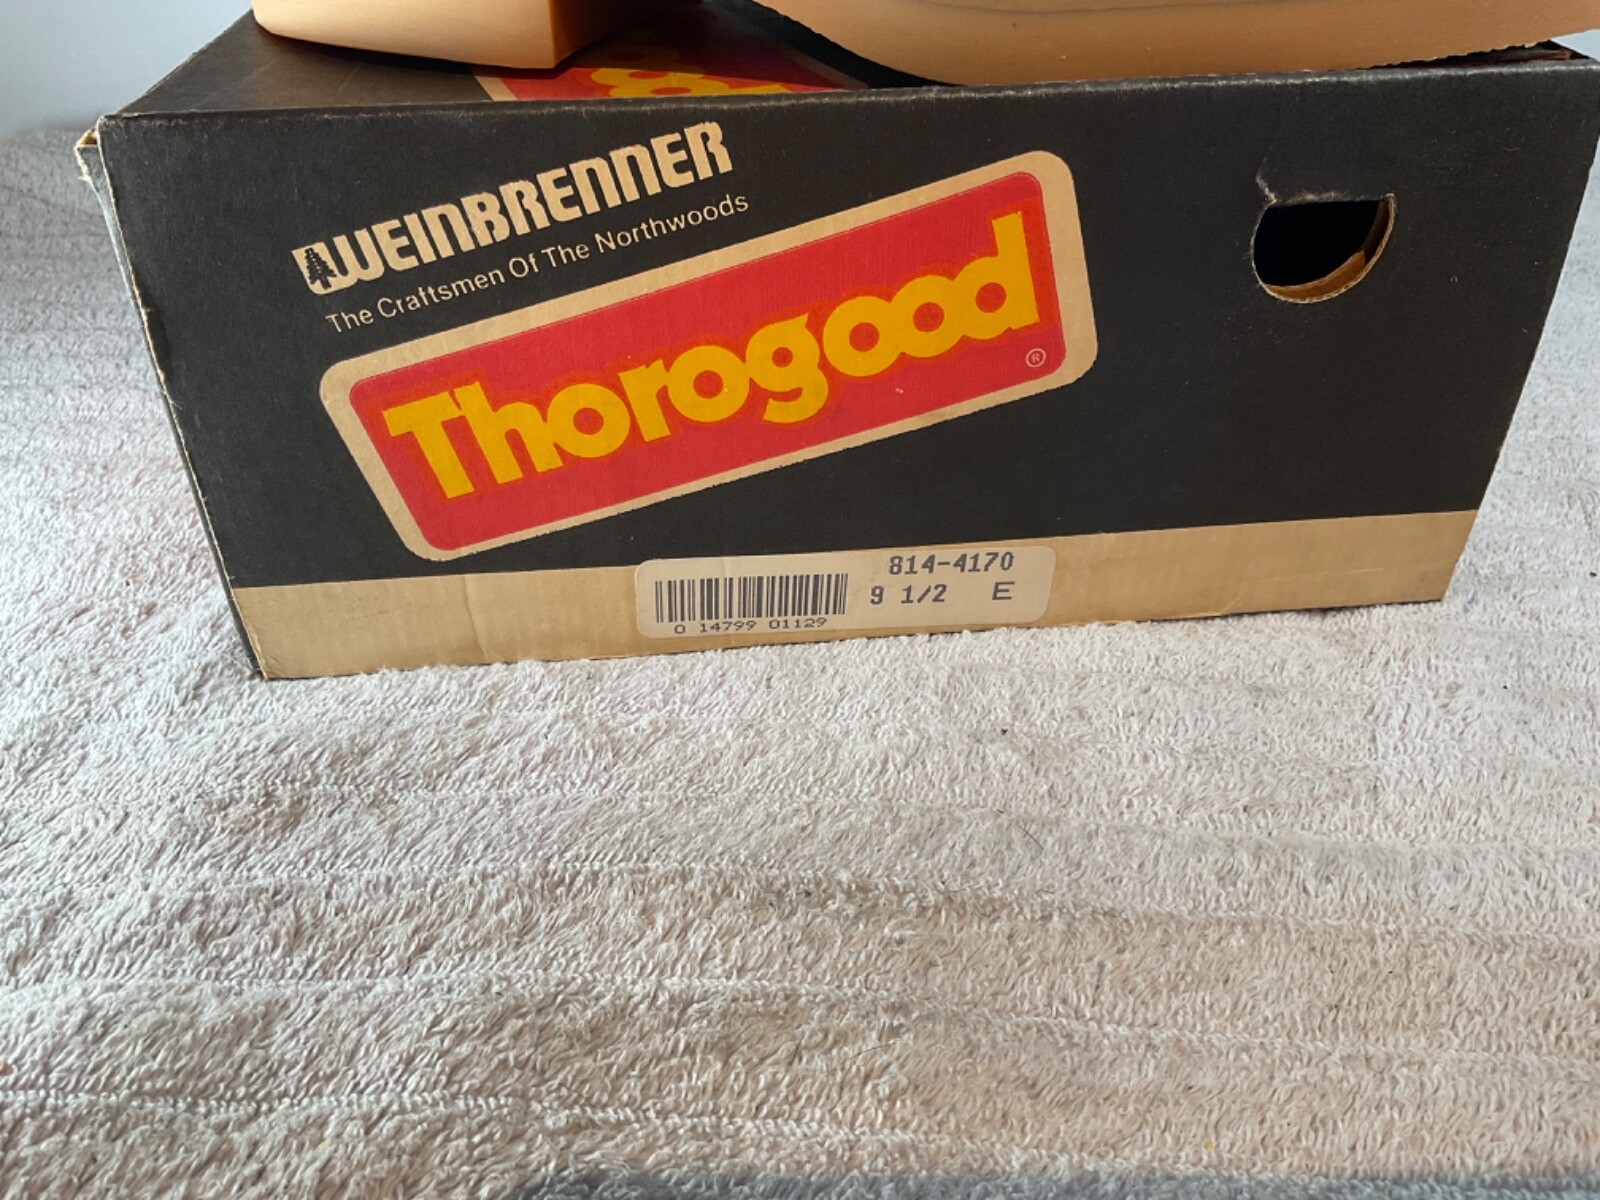 WEINBRENNER
The Craftsmen Of The Northwoods
Thorogood ®
814-4170
9 1/2 E
0 14799 01129